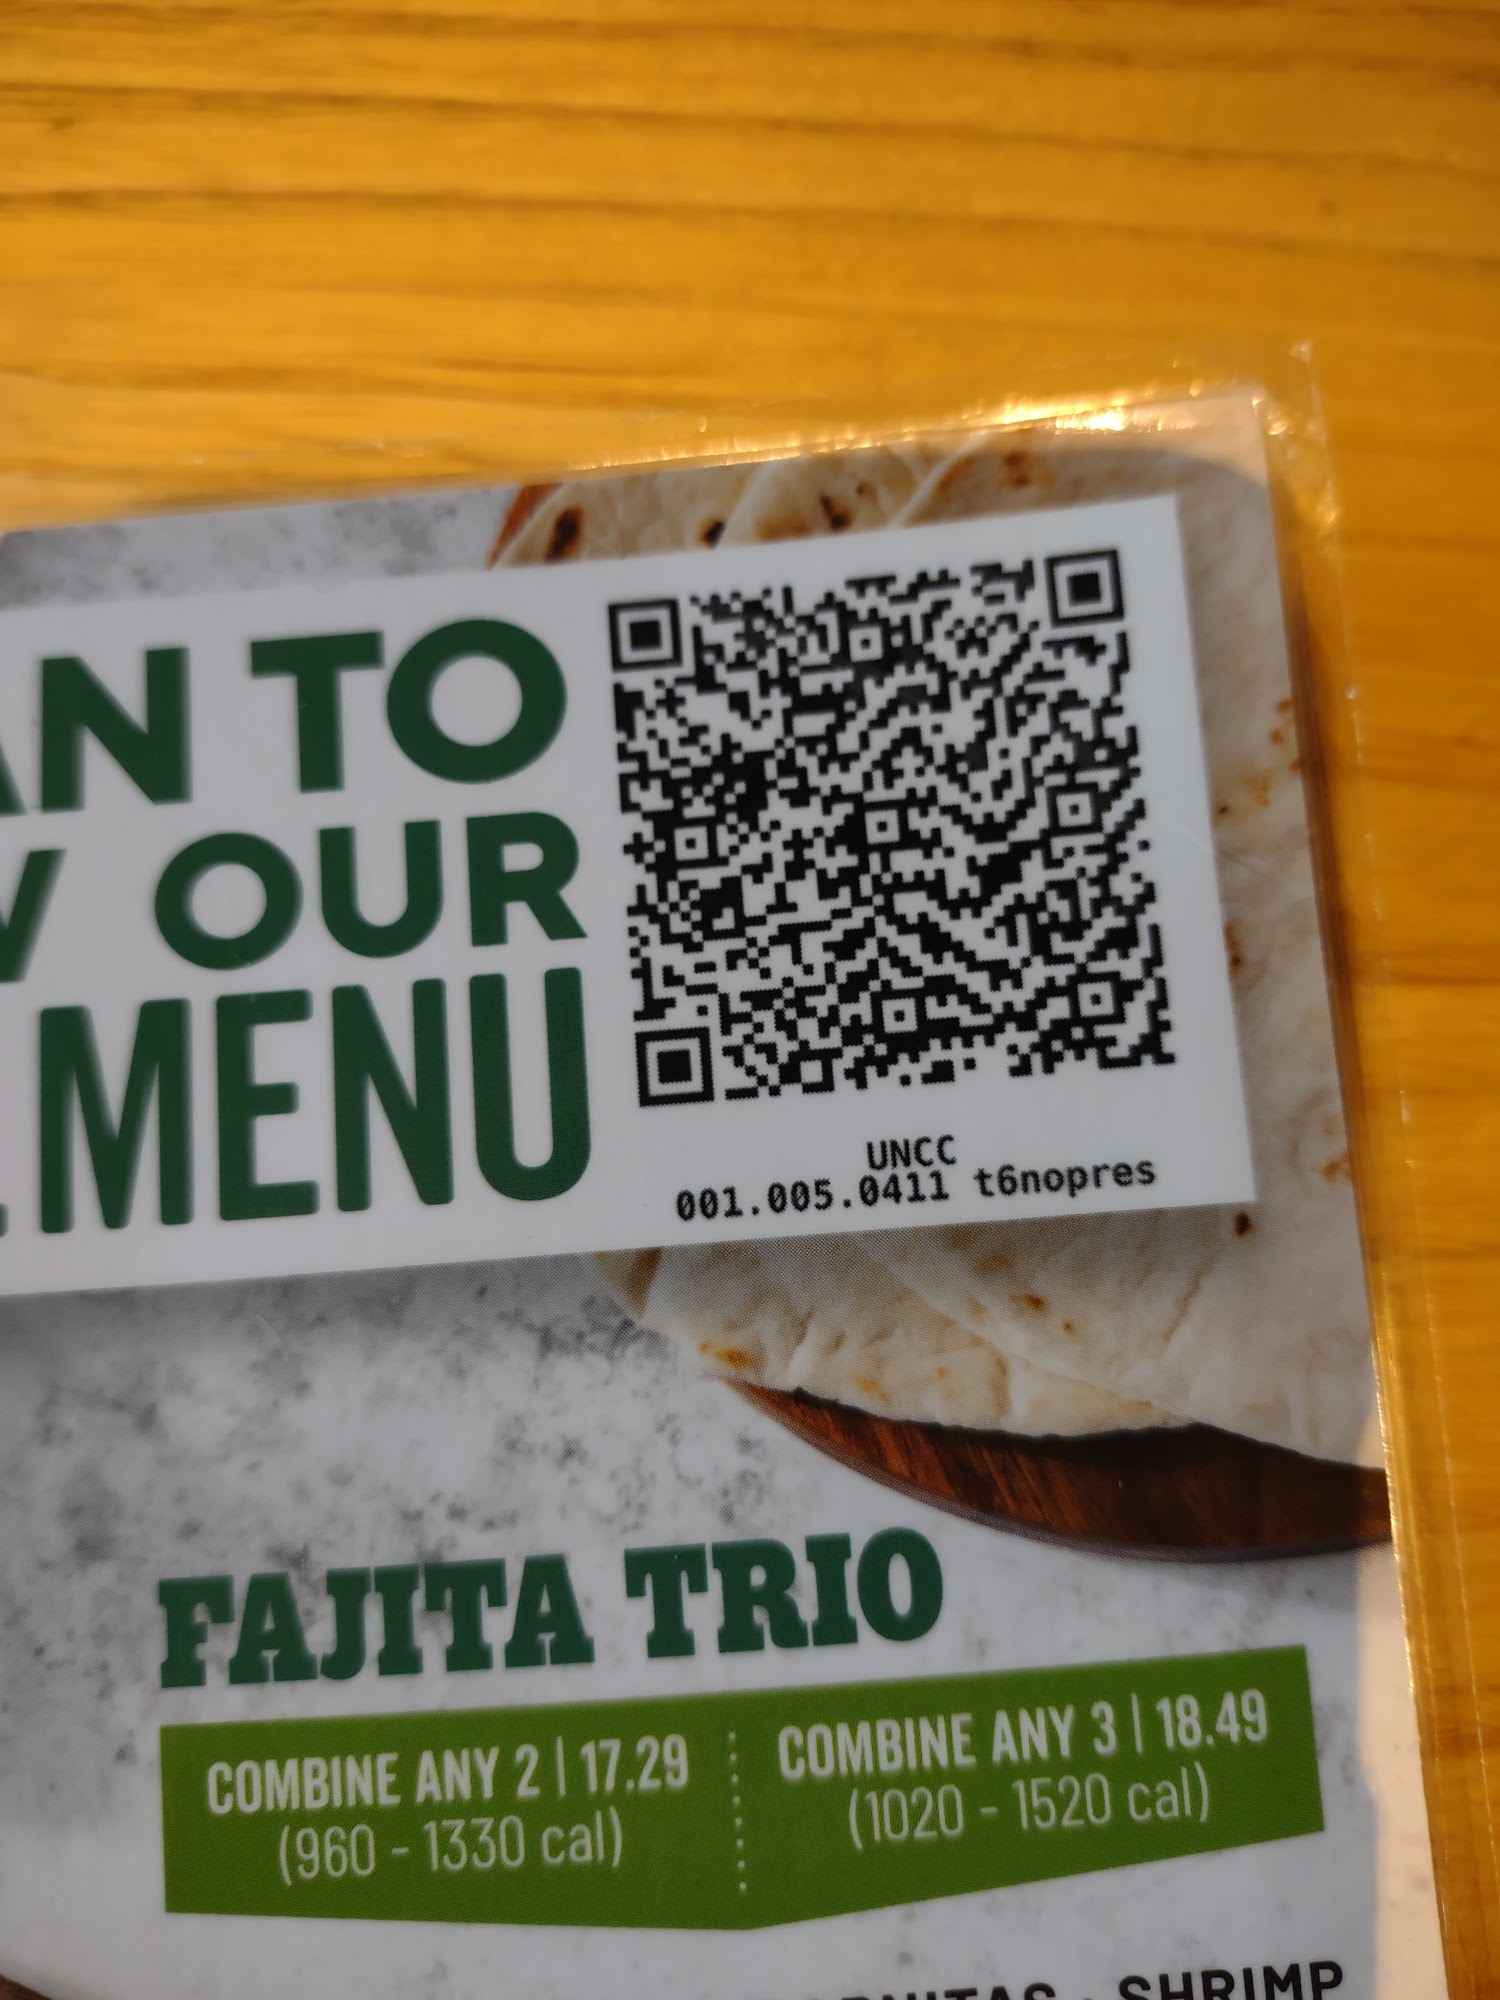 AN TO
OUR
MENU
UNCC
001.005.0411 t6nopres
FAJITA TRIO
COMBINE ANY 2 | 17.29
(960 - 1330 cal)
COMBINE ANY 3 | 18.49
(1020 - 1520 cal)
SHRIMP